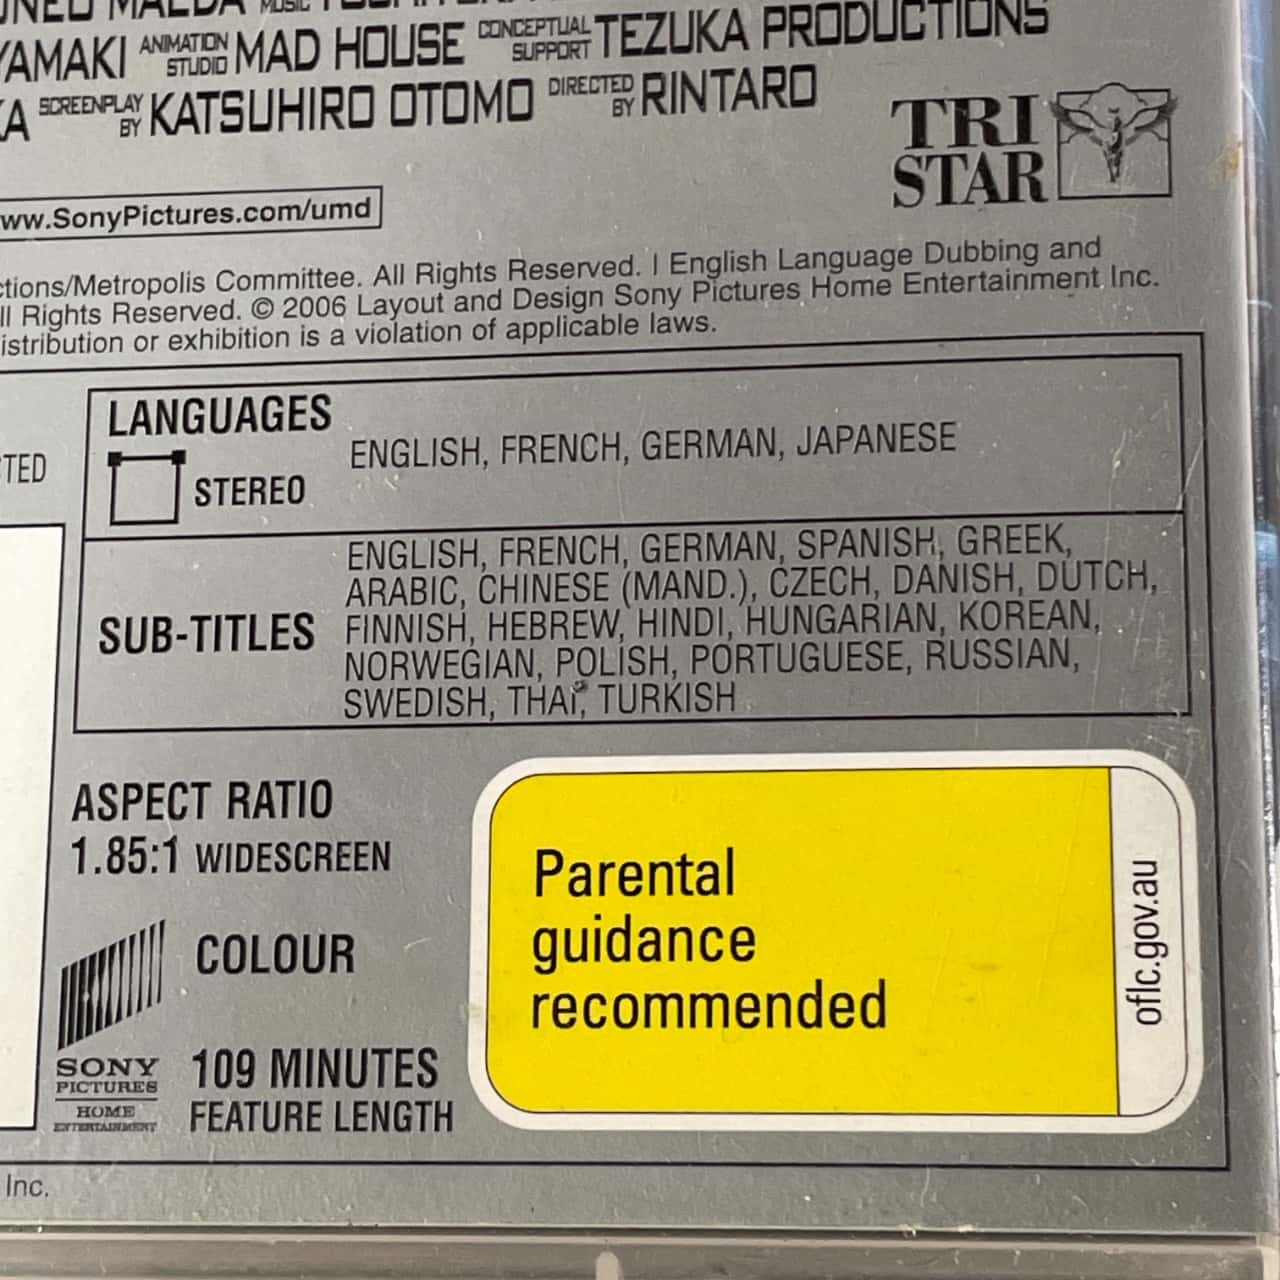 MAEDA MUSIC
YAMAKI ANIMATION STUDIO MAD HOUSE CONCEPTUAL SUPPORT TEZUKA PRODUCTIONS
KA SCREENPLAY BY KATSUHIRO OTOMO DIRECTED BY RINTARO
TRI
STAR
ww.SonyPictures.com/umd
ctions/Metropolis Committee. All Rights Reserved. | English Language Dubbing and
ll Rights Reserved. © 2006 Layout and Design Sony Pictures Home Entertainment Inc.
istribution or exhibition is a violation of applicable laws.
TED
LANGUAGES
STEREO
ENGLISH, FRENCH, GERMAN, JAPANESE
SUB-TITLES
ENGLISH, FRENCH, GERMAN, SPANISH, GREEK,
ARABIC, CHINESE (MAND.), CZECH, DANISH, DUTCH,
FINNISH, HEBREW, HINDI, HUNGARIAN, KOREAN,
NORWEGIAN, POLISH, PORTUGUESE, RUSSIAN,
SWEDISH, THAI, TURKISH
ASPECT RATIO
1.85:1 WIDESCREEN
COLOUR
SONY
PICTURES
HOME
ENTERTAINMENT
109 MINUTES
FEATURE LENGTH
Parental
guidance
recommended
oflc.gov.au
Inc.